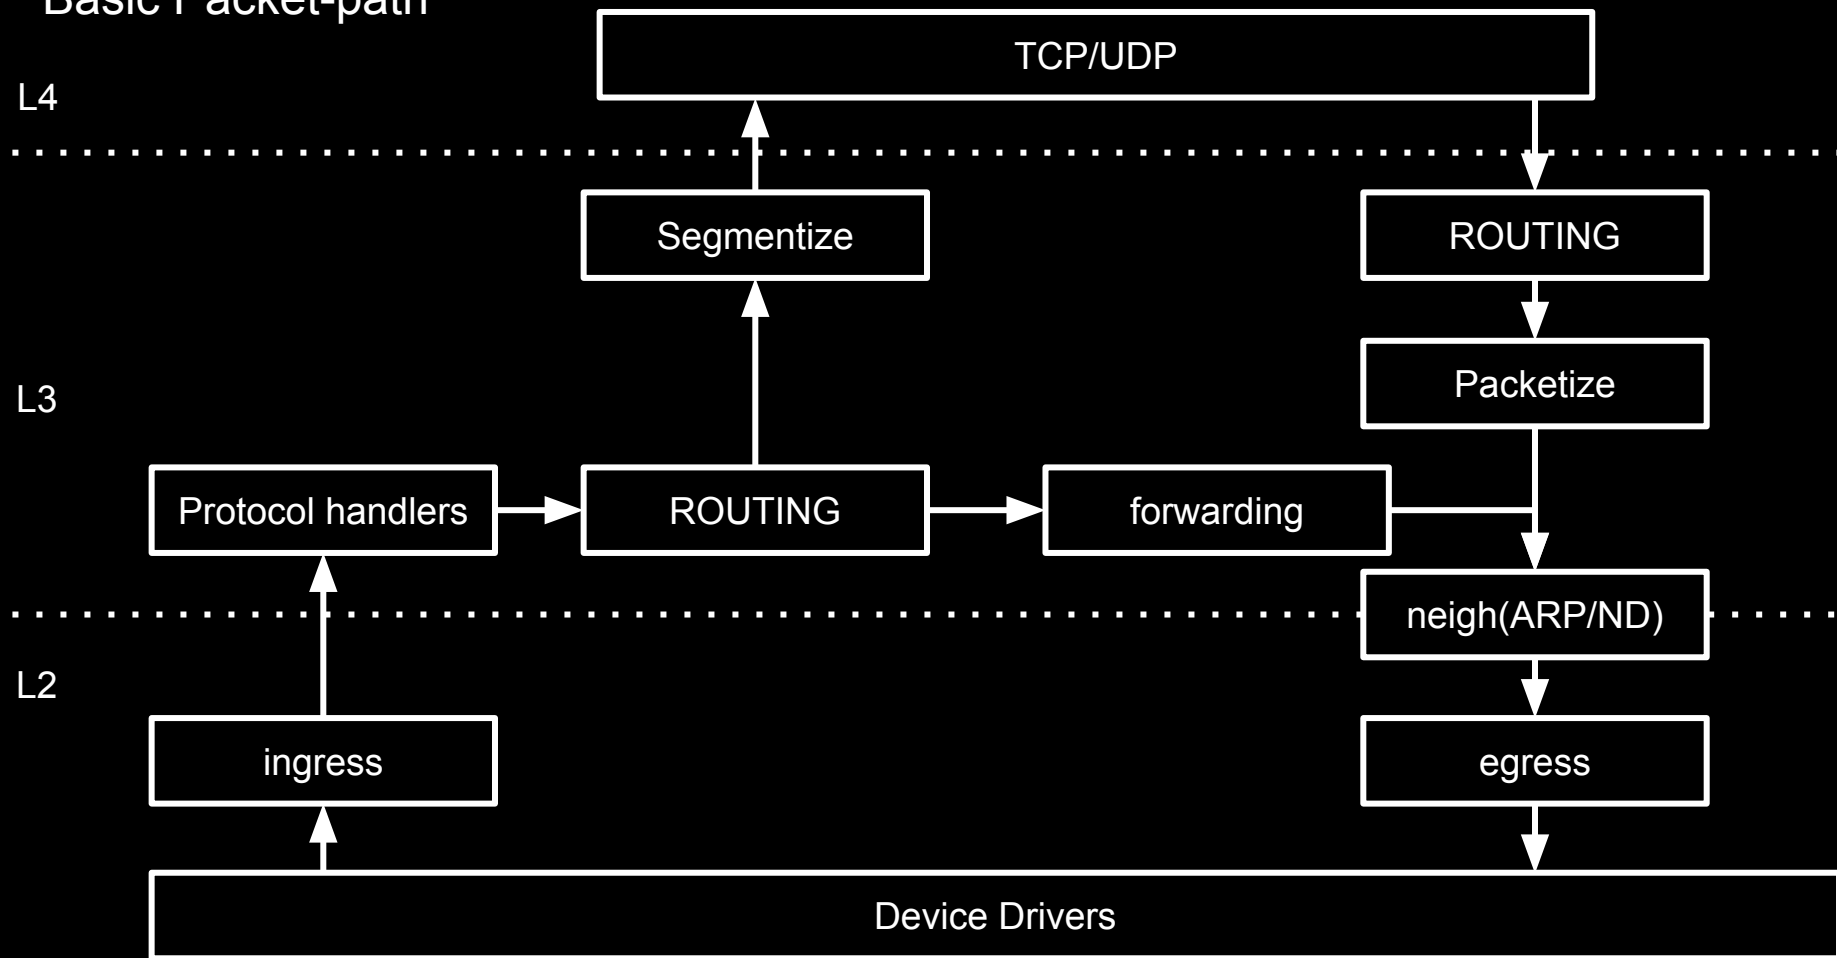 Basic Packet-path
TCP/UDP
L4
Segmentize
ROUTING
Packetize
L3
Protocol handlers
ROUTING
forwarding
neigh(ARP/ND)
L2
ingress
egress
Device Drivers